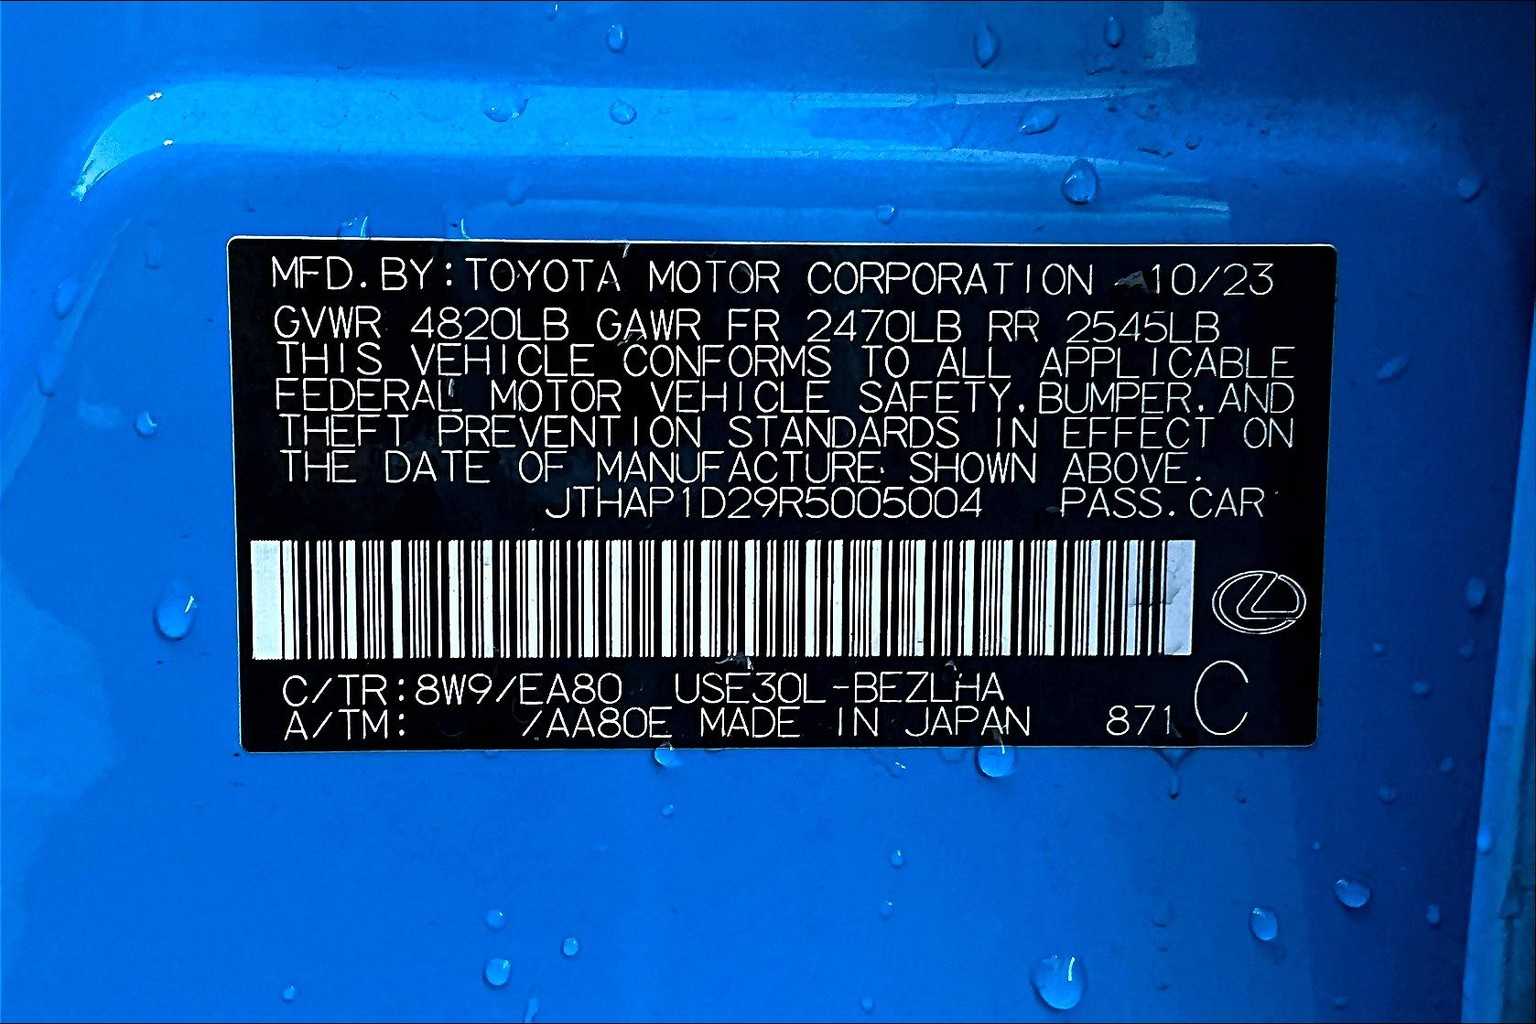 MFD. BY: TOYOTA MOTOR CORPORATION 10/23
GVWR 4820LB GAWR FR 2470LB RR 2545LB
THIS VEHICLE CONFORMS TO ALL APPLICABLE
FEDERAL MOTOR VEHICLE SAFETY, BUMPER, AND
THEFT PREVENTION STANDARDS IN EFFECT ON
THE DATE OF MANUFACTURE SHOWN ABOVE.
JTHAP1D29R5005004 PASS. CAR
C/TR: 8W9/EA80 USE30L-BEZLHA
A/TM: /AA80E MADE IN JAPAN 871 C